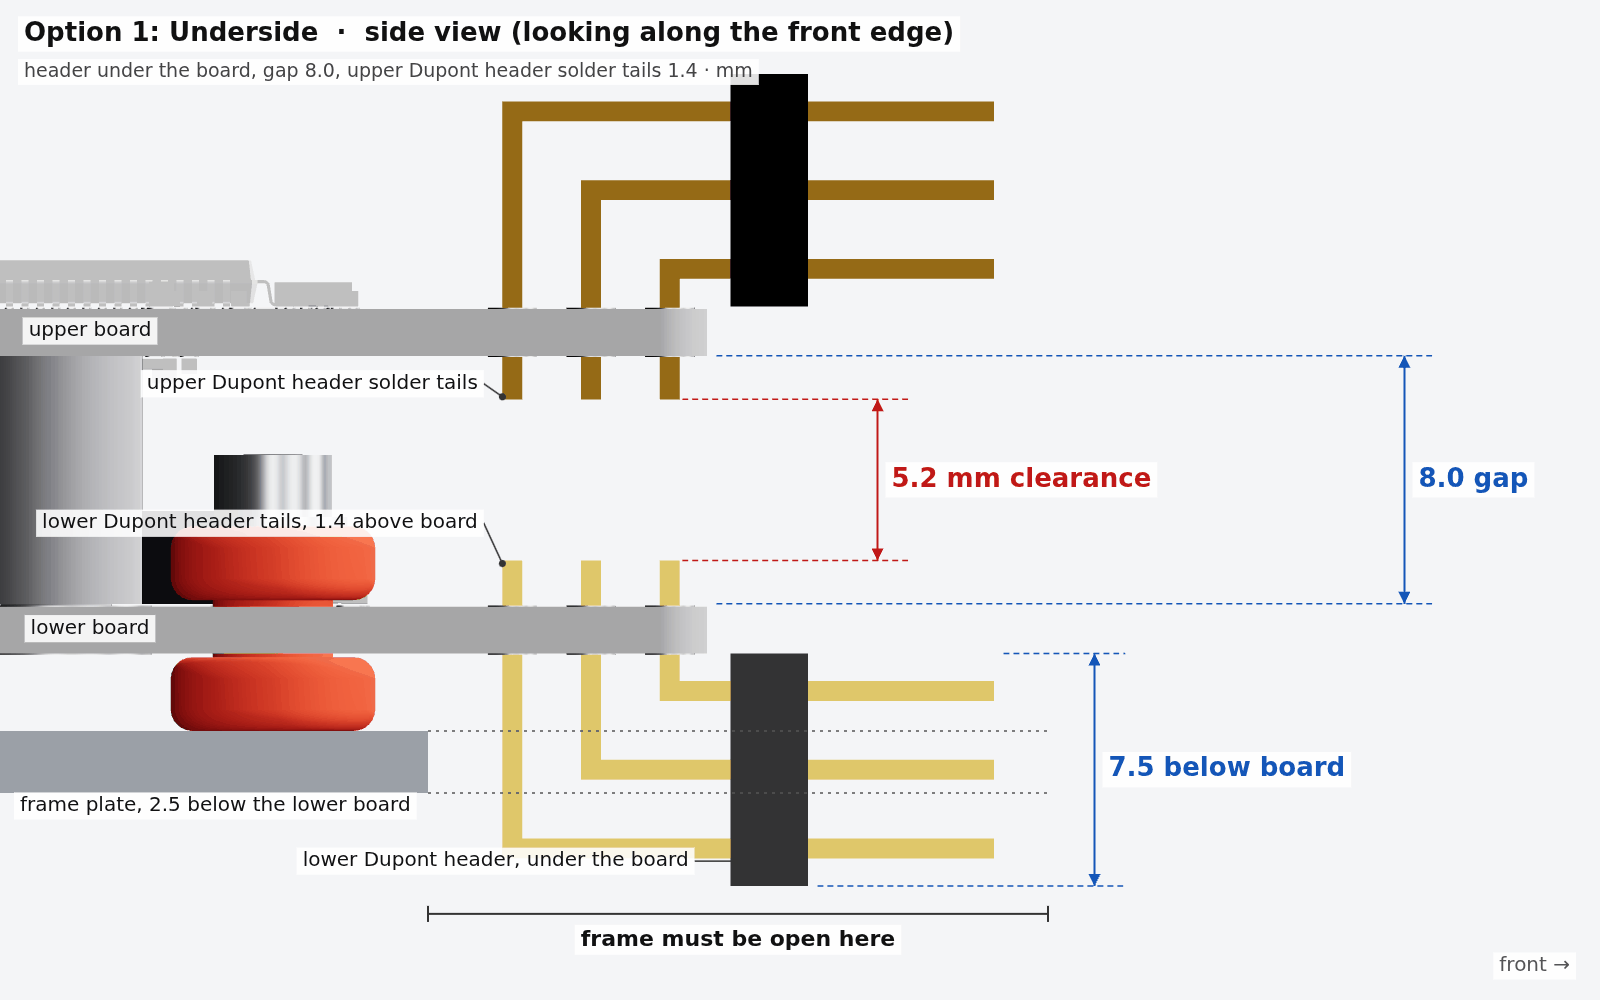 Option 1: Underside · side view (looking along the front edge)
header under the board, gap 8.0, upper Dupont header solder tails 1.4 · mm
upper board
upper Dupont header solder tails
5.2 mm clearance
8.0 gap
lower Dupont header tails, 1.4 above board
lower board
7.5 below board
frame plate, 2.5 below the lower board
lower Dupont header, under the board
frame must be open here
front →